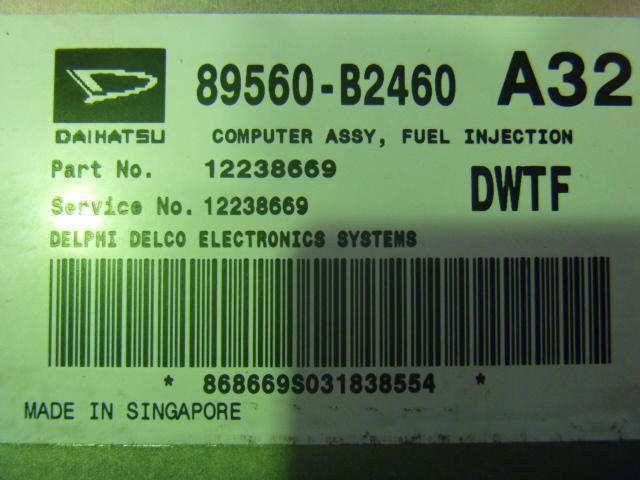 89560-B2460 A32
DAIHATSU COMPUTER ASSY, FUEL INJECTION
Part No. 12238669
DWTF
Service No. 12238669
DELPHI DELCO ELECTRONICS SYSTEMS
* 868669S031838554 *
MADE IN SINGAPORE